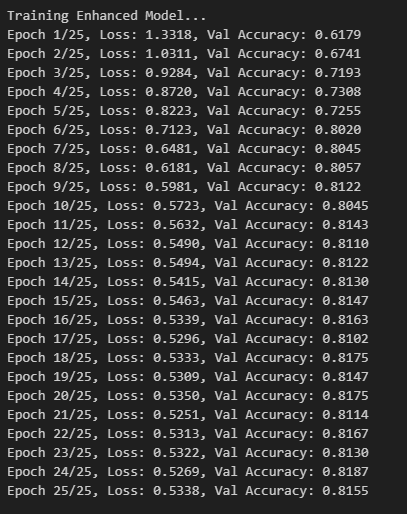 Training Enhanced Model...
Epoch 1/25, Loss: 1.3318, Val Accuracy: 0.6179
Epoch 2/25, Loss: 1.0311, Val Accuracy: 0.6741
Epoch 3/25, Loss: 0.9284, Val Accuracy: 0.7193
Epoch 4/25, Loss: 0.8720, Val Accuracy: 0.7308
Epoch 5/25, Loss: 0.8223, Val Accuracy: 0.7255
Epoch 6/25, Loss: 0.7123, Val Accuracy: 0.8020
Epoch 7/25, Loss: 0.6481, Val Accuracy: 0.8045
Epoch 8/25, Loss: 0.6181, Val Accuracy: 0.8057
Epoch 9/25, Loss: 0.5981, Val Accuracy: 0.8122
Epoch 10/25, Loss: 0.5723, Val Accuracy: 0.8045
Epoch 11/25, Loss: 0.5632, Val Accuracy: 0.8143
Epoch 12/25, Loss: 0.5490, Val Accuracy: 0.8110
Epoch 13/25, Loss: 0.5494, Val Accuracy: 0.8122
Epoch 14/25, Loss: 0.5415, Val Accuracy: 0.8130
Epoch 15/25, Loss: 0.5463, Val Accuracy: 0.8147
Epoch 16/25, Loss: 0.5339, Val Accuracy: 0.8163
Epoch 17/25, Loss: 0.5296, Val Accuracy: 0.8102
Epoch 18/25, Loss: 0.5333, Val Accuracy: 0.8175
Epoch 19/25, Loss: 0.5309, Val Accuracy: 0.8147
Epoch 20/25, Loss: 0.5350, Val Accuracy: 0.8175
Epoch 21/25, Loss: 0.5251, Val Accuracy: 0.8114
Epoch 22/25, Loss: 0.5313, Val Accuracy: 0.8167
Epoch 23/25, Loss: 0.5322, Val Accuracy: 0.8130
Epoch 24/25, Loss: 0.5269, Val Accuracy: 0.8187
Epoch 25/25, Loss: 0.5338, Val Accuracy: 0.8155